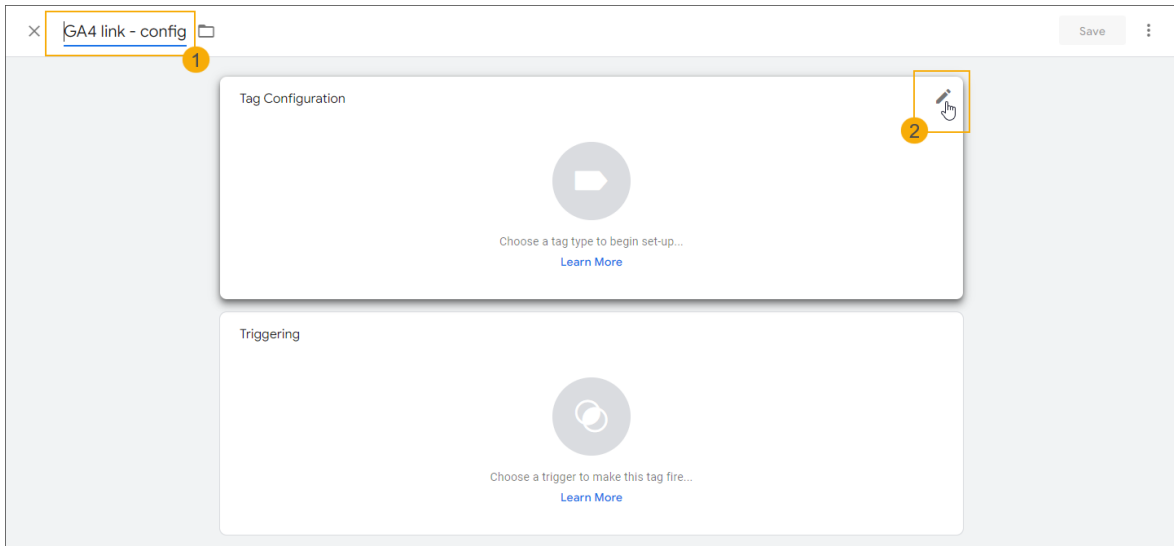 GA4 link - config
Save
1
Tag Configuration
2
Choose a tag type to begin set-up...
Learn More
Triggering
Choose a trigger to make this tag fire...
Learn More